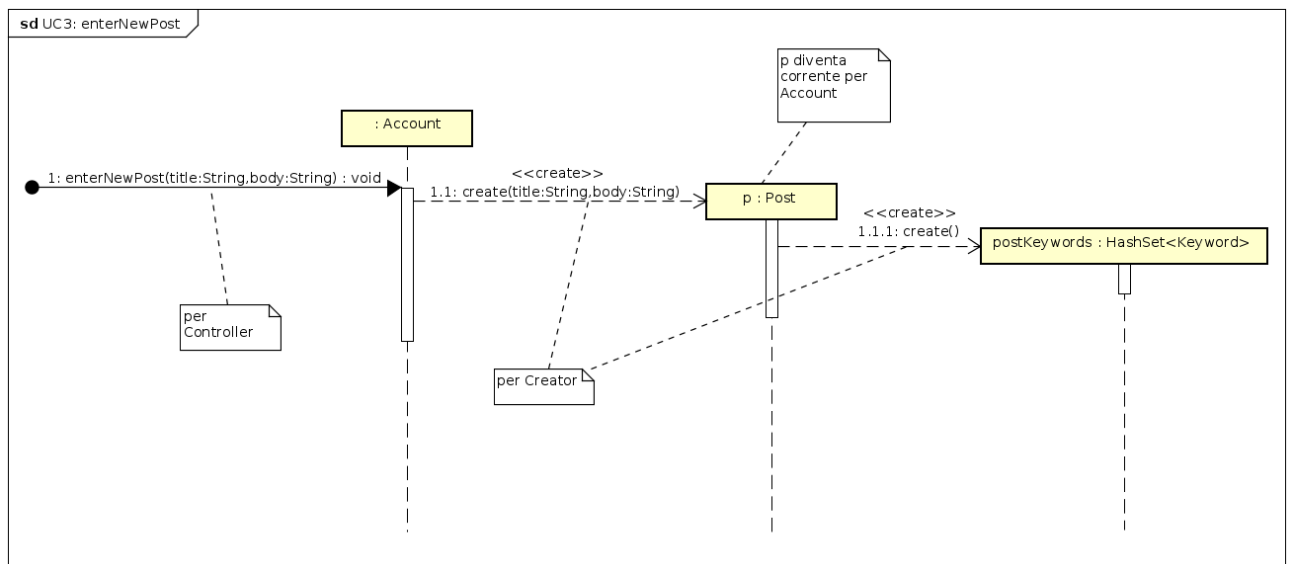 sd UC3: enterNewPost
p diventa
corrente per
Account
: Account
1: enterNewPost(title:String,body:String) : void
<<create>>
1.1: create(title:String,body:String)
p : Post
<<create>>
1.1.1: create()
postKeywords : HashSet<Keyword>
per
Controller
per Creator